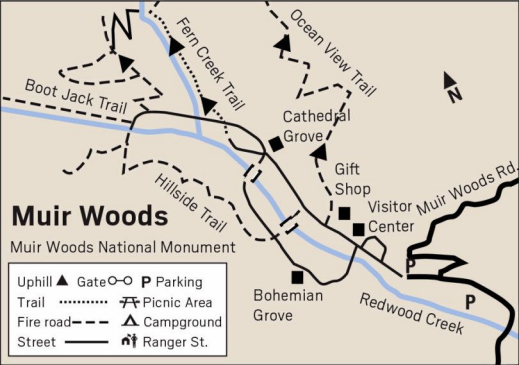 Fern Creek Trail
Ocean View Trail
Boot Jack Trail
N
Cathedral
Grove
Gift
Shop
Muir Woods Rd.
Hillside Trail
Visitor
Center
Muir Woods
Muir Woods National Monument
P
P
Bohemian
Grove
Redwood Creek
Uphill Gate P Parking
Trail Picnic Area
Fire road Campground
Street Ranger St.